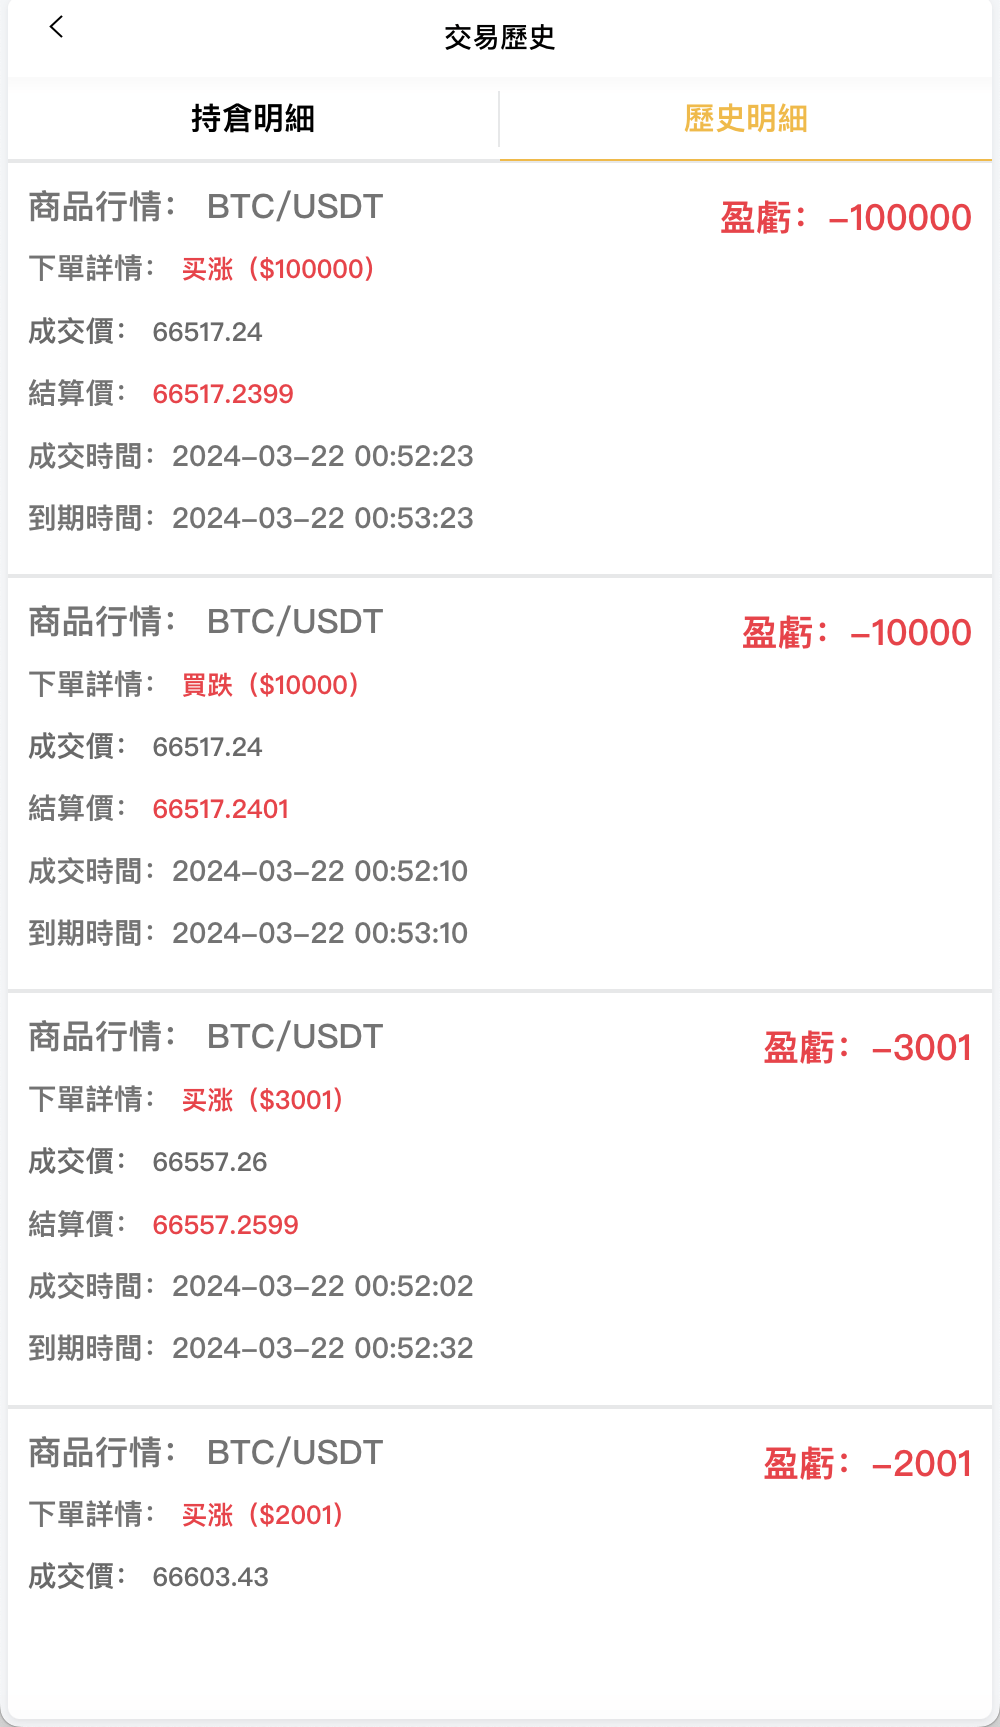 交易歷史
持倉明細
歷史明細
商品行情： BTC/USDT
盈虧：-100000
下單詳情： 买涨（$100000）
成交價： 66517.24
結算價： 66517.2399
成交時間：2024-03-22 00:52:23
到期時間：2024-03-22 00:53:23
商品行情： BTC/USDT
盈虧：-10000
下單詳情： 買跌（$10000）
成交價： 66517.24
結算價： 66517.2401
成交時間：2024-03-22 00:52:10
到期時間：2024-03-22 00:53:10
商品行情： BTC/USDT
盈虧：-3001
下單詳情： 买涨（$3001）
成交價： 66557.26
結算價： 66557.2599
成交時間：2024-03-22 00:52:02
到期時間：2024-03-22 00:52:32
商品行情： BTC/USDT
盈虧：-2001
下單詳情： 买涨（$2001）
成交價： 66603.43